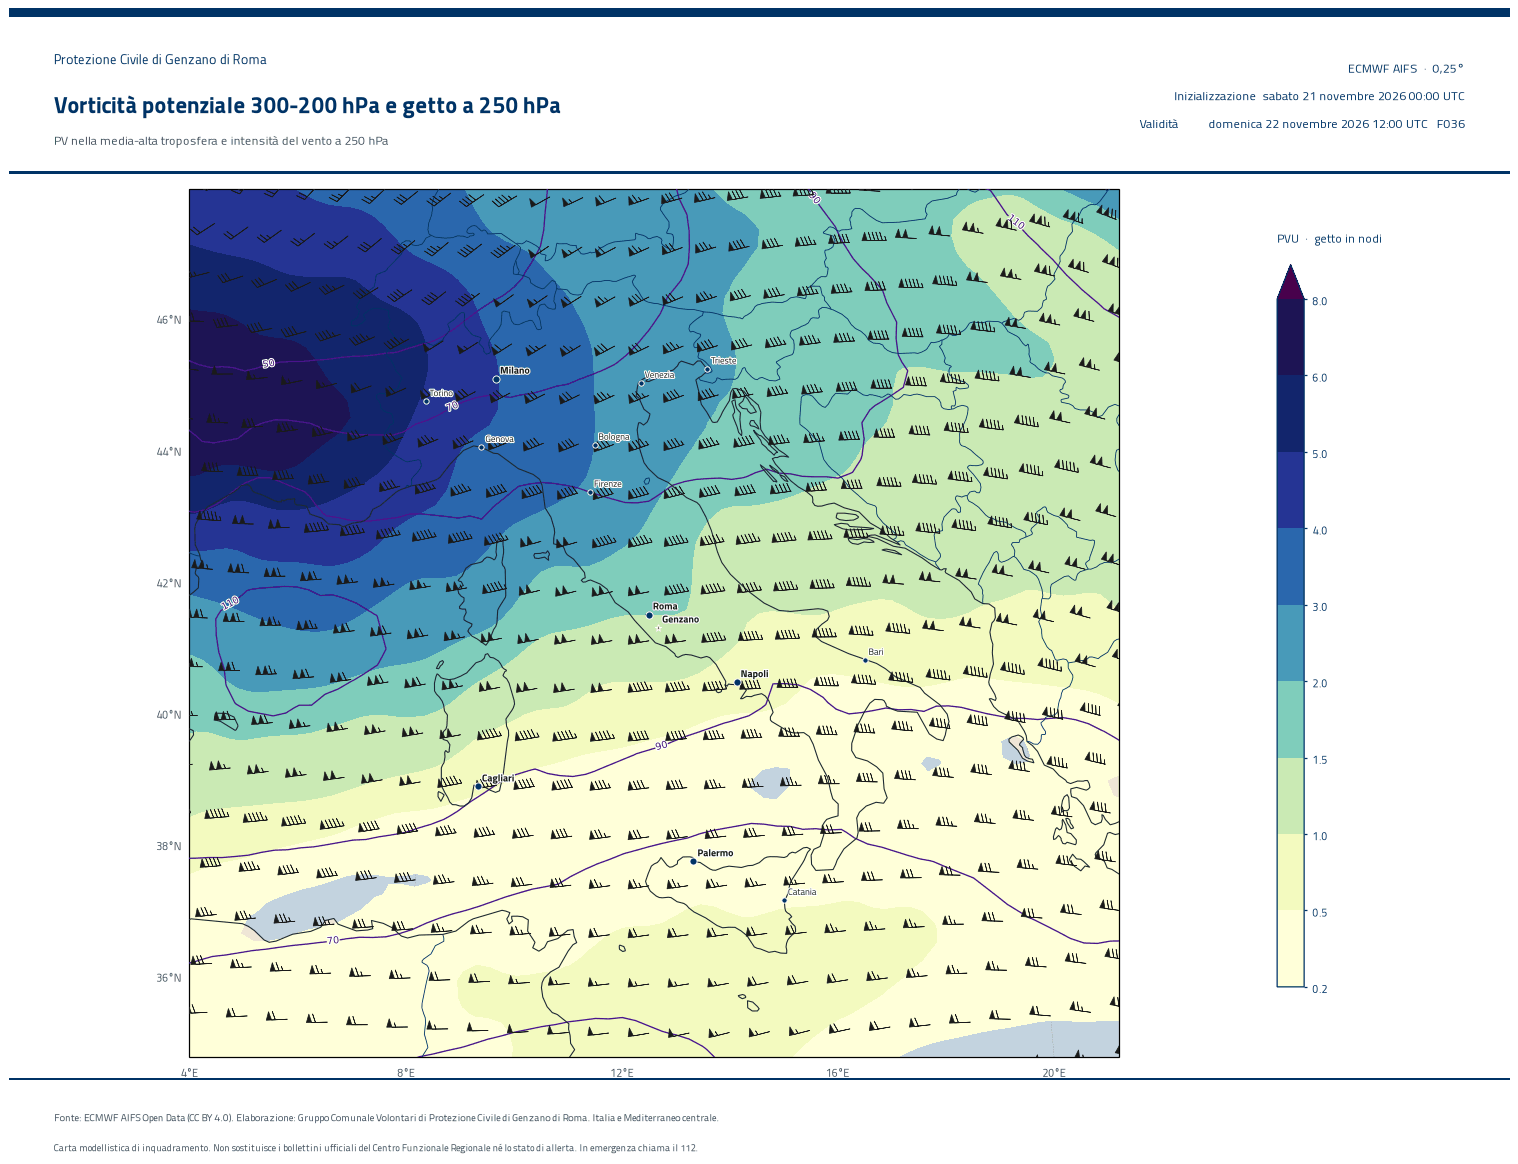 Protezione Civile di Genzano di Roma
Vorticità potenziale 300-200 hPa e getto a 250 hPa
PV nella media-alta troposfera e intensità del vento a 250 hPa
ECMWF AIFS · 0,25°
Inizializzazione sabato 21 novembre 2026 00:00 UTC
Validità domenica 22 novembre 2026 12:00 UTC F036
PVU · getto in nodi
8.0
6.0
5.0
4.0
3.0
2.0
1.5
1.0
0.5
0.2
46°N
44°N
42°N
40°N
38°N
36°N
4°E
8°E
12°E
16°E
20°E
90
110
50
70
110
90
70
Milano
Torino
Venezia
Trieste
Genova
Bologna
Firenze
Roma
Genzano
Bari
Napoli
Cagliari
Palermo
Catania
Fonte: ECMWF AIFS Open Data (CC BY 4.0). Elaborazione: Gruppo Comunale Volontari di Protezione Civile di Genzano di Roma. Italia e Mediterraneo centrale.
Carta modellistica di inquadramento. Non sostituisce i bollettini ufficiali del Centro Funzionale Regionale né lo stato di allerta. In emergenza chiama il 112.